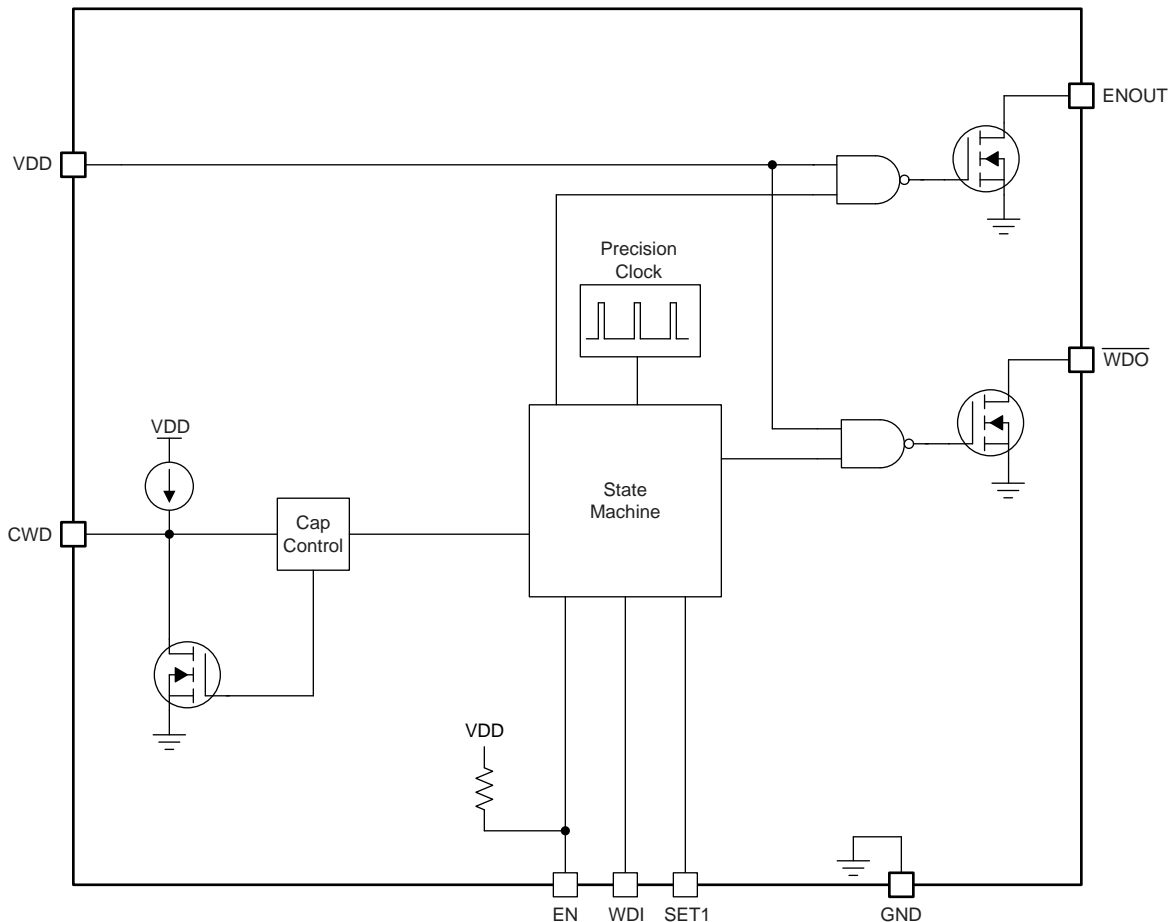 ENOUT
VDD
Precision
Clock
WDO
VDD
State
Machine
CWD
Cap
Control
VDD
EN
WDI
SET1
GND